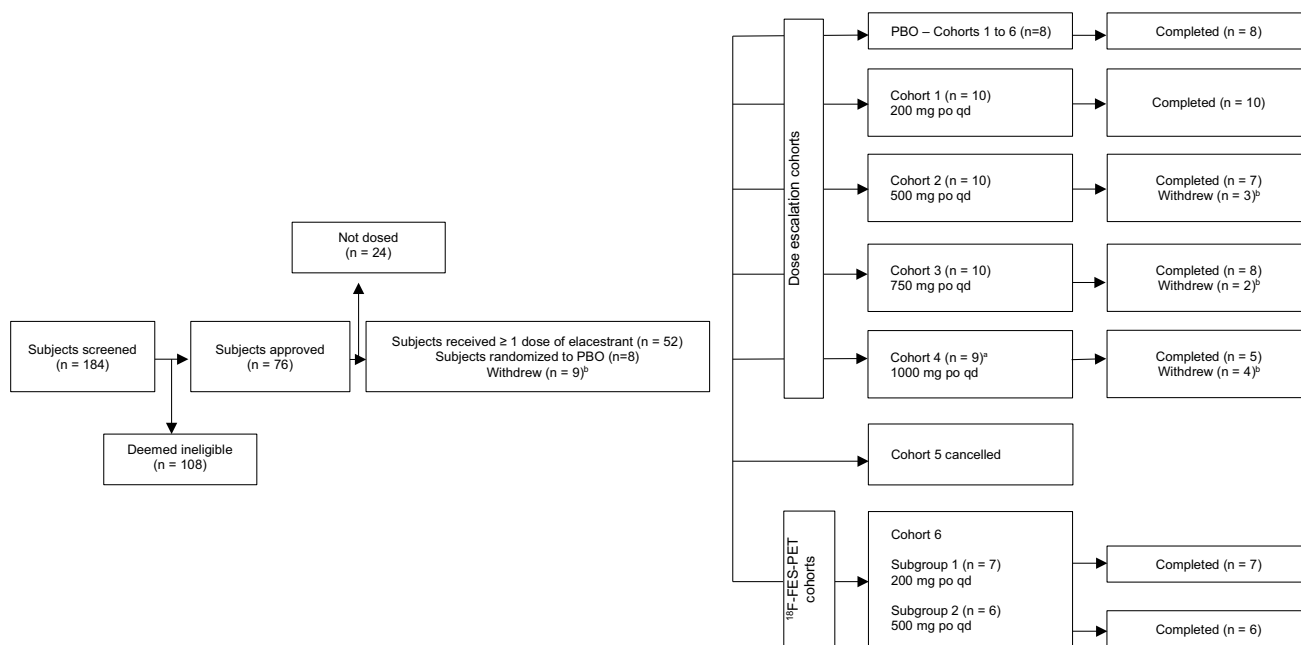 Subjects screened
(n = 184)
Deemed ineligible
(n = 108)
Subjects approved
(n = 76)
Not dosed
(n = 24)
Subjects received ≥ 1 dose of elacestrant (n = 52)
Subjects randomized to PBO (n=8)
Withdrew (n = 9)ᵇ
Dose escalation cohorts
PBO – Cohorts 1 to 6 (n=8)
Completed (n = 8)
Cohort 1 (n = 10)
200 mg po qd
Completed (n = 10)
Cohort 2 (n = 10)
500 mg po qd
Completed (n = 7)
Withdrew (n = 3)ᵇ
Cohort 3 (n = 10)
750 mg po qd
Completed (n = 8)
Withdrew (n = 2)ᵇ
Cohort 4 (n = 9)ᵃ
1000 mg po qd
Completed (n = 5)
Withdrew (n = 4)ᵇ
Cohort 5 cancelled
¹⁸F-FES-PET
cohorts
Cohort 6
Subgroup 1 (n = 7)
200 mg po qd
Subgroup 2 (n = 6)
500 mg po qd
Completed (n = 7)
Completed (n = 6)